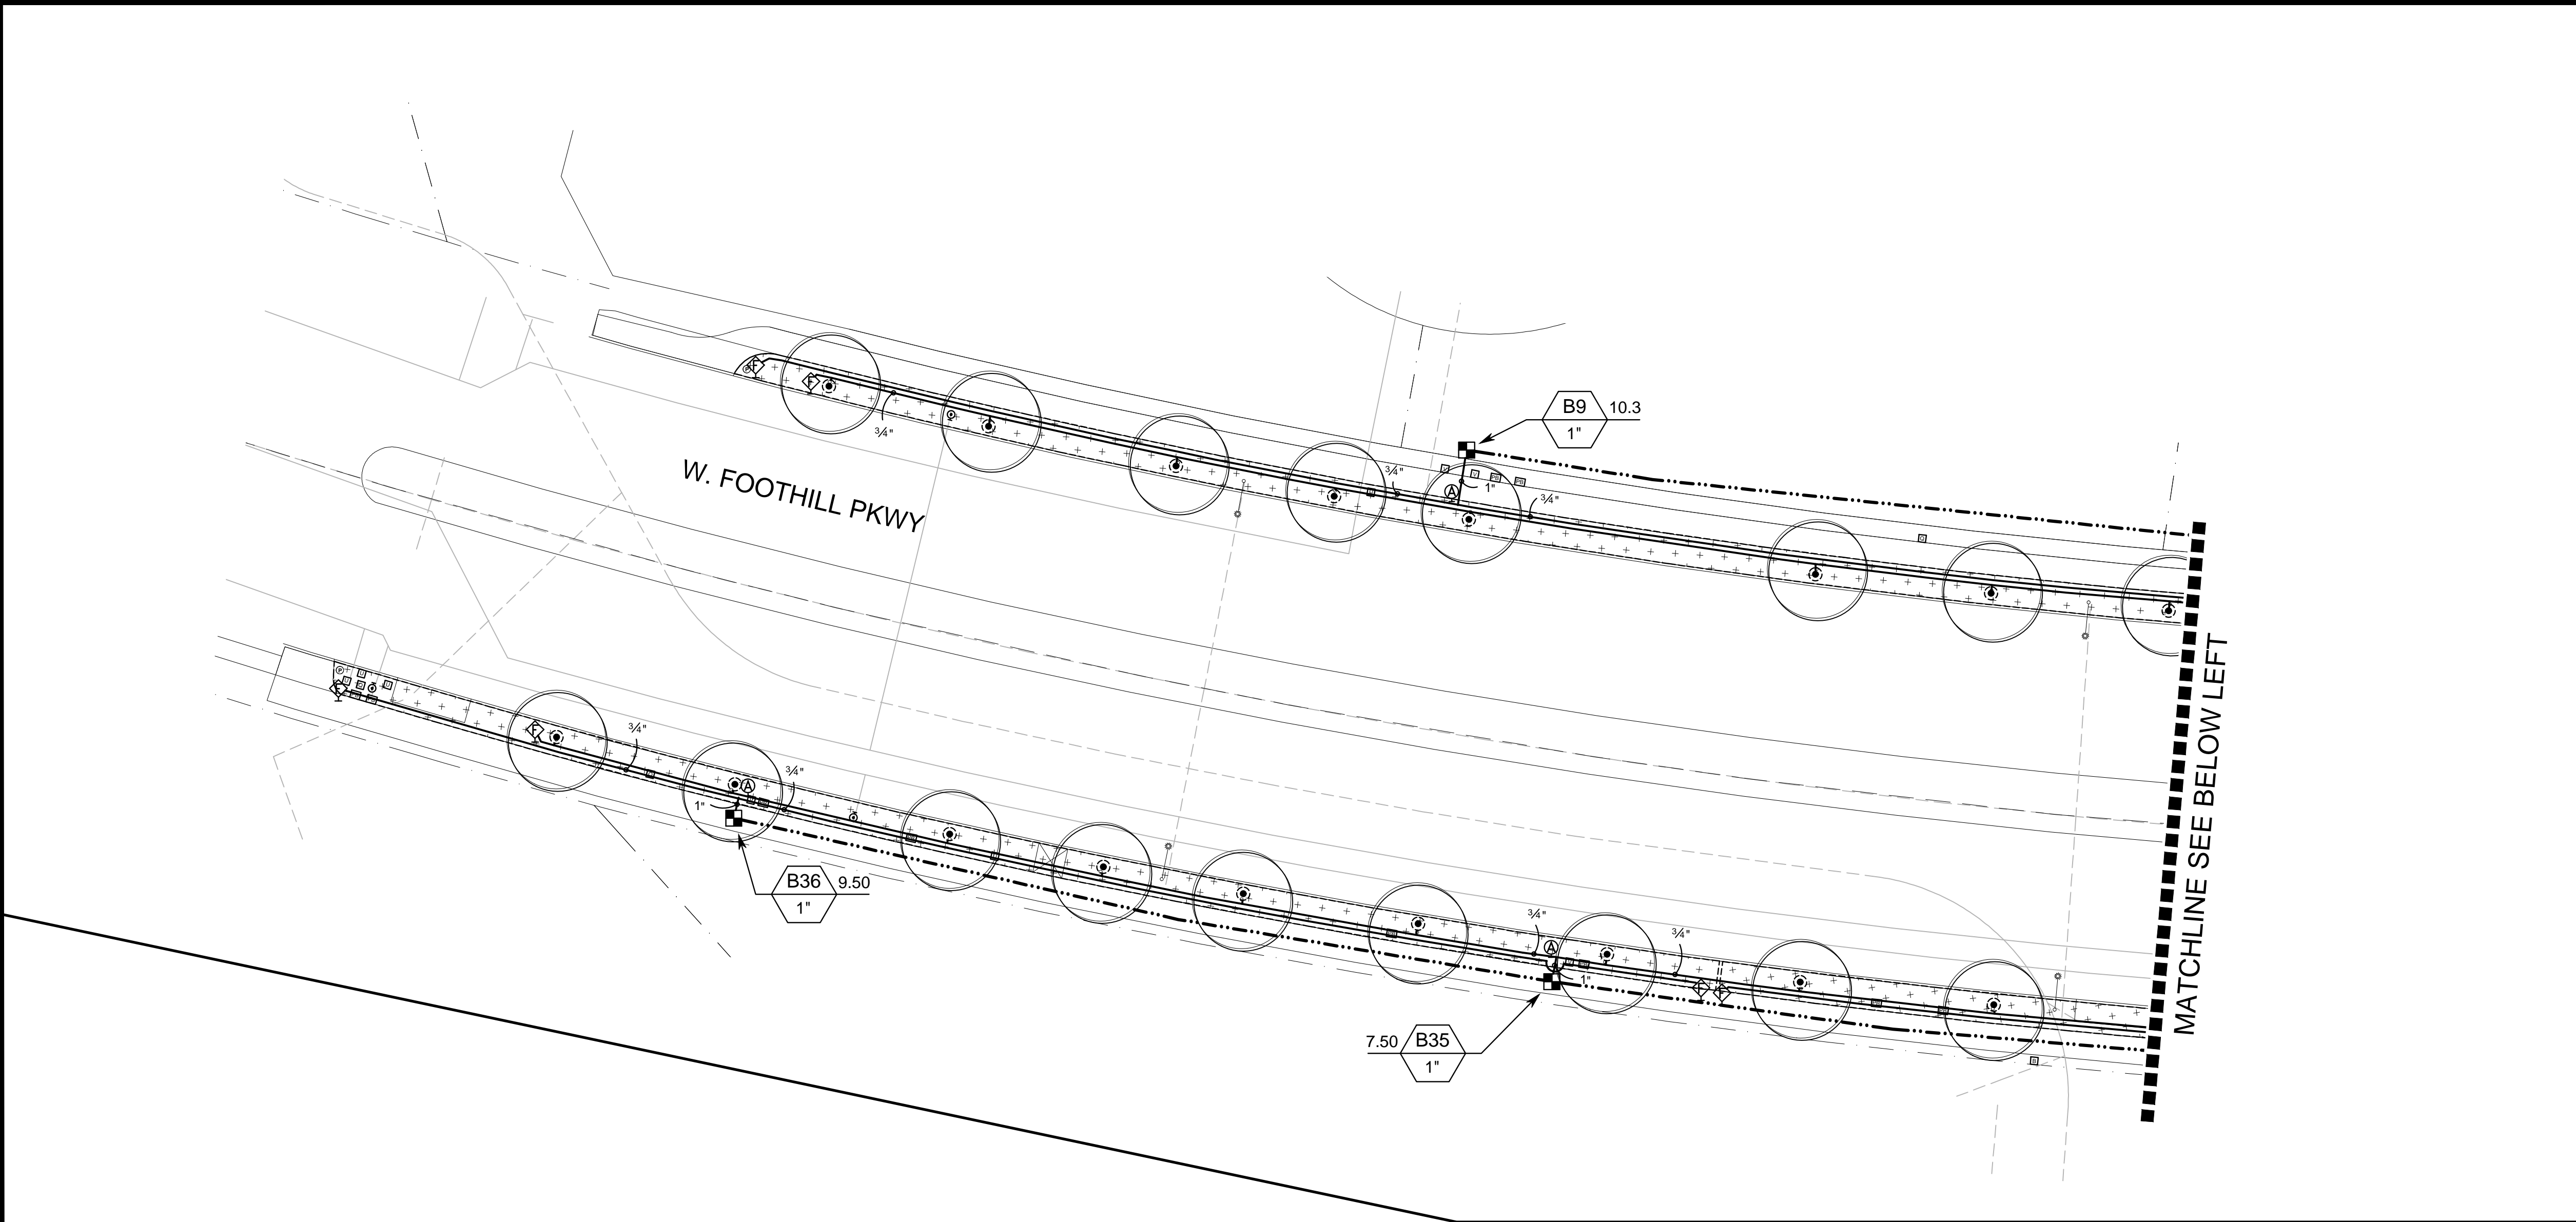 B9 10.3
1"
¾"
¾"
1"
¾"
A
F
F
W. FOOTHILL PKWY
MATCHLINE SEE BELOW LEFT
F
F
¾"
¾"
1"
A
B36 9.50
1"
¾"
¾"
A
1"
F
F
7.50 B35
1"